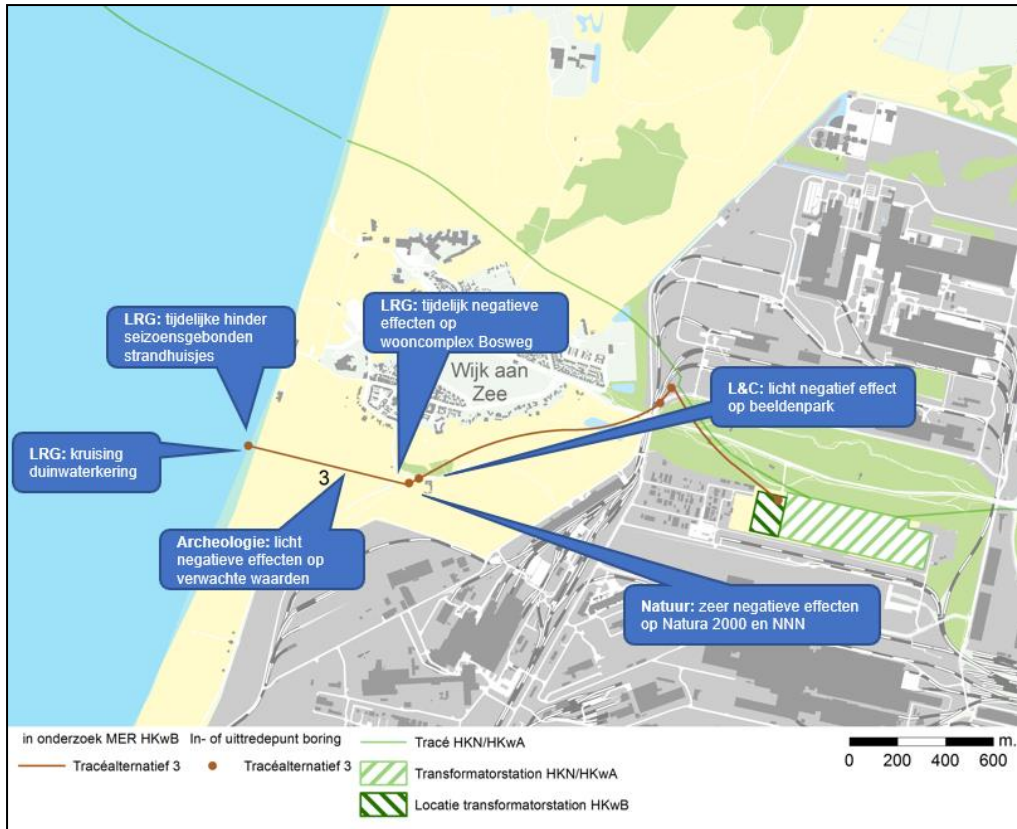 LRG: tijdelijke hinder
seizoensgebonden
strandhuisjes
LRG: tijdelijk negatieve
effecten op
wooncomplex Bosweg
Wijk aan
Zee
L&C: licht negatief effect
op beeldenpark
LRG: kruising
duinwaterkering
3
Archeologie: licht
negatieve effecten op
verwachte waarden
Natuur: zeer negatieve effecten
op Natura 2000 en NNN
in onderzoek MER HKwB
In- of uittredepunt boring
Tracéalternatief 3
Tracéalternatief 3
Tracé HKN/HKwA
Transformatorstation HKN/HKwA
Locatie transformatorstation HKwB
m.
0 200 400 600